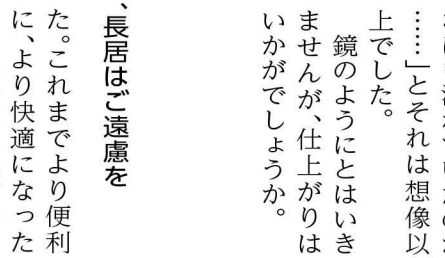 ……」とそれは想像以
上でした。
鏡のようにとはいき
ませんが、仕上がりは
いかがでしょうか。
、長居はご遠慮を
た。これまでより便利
に、より快適になった